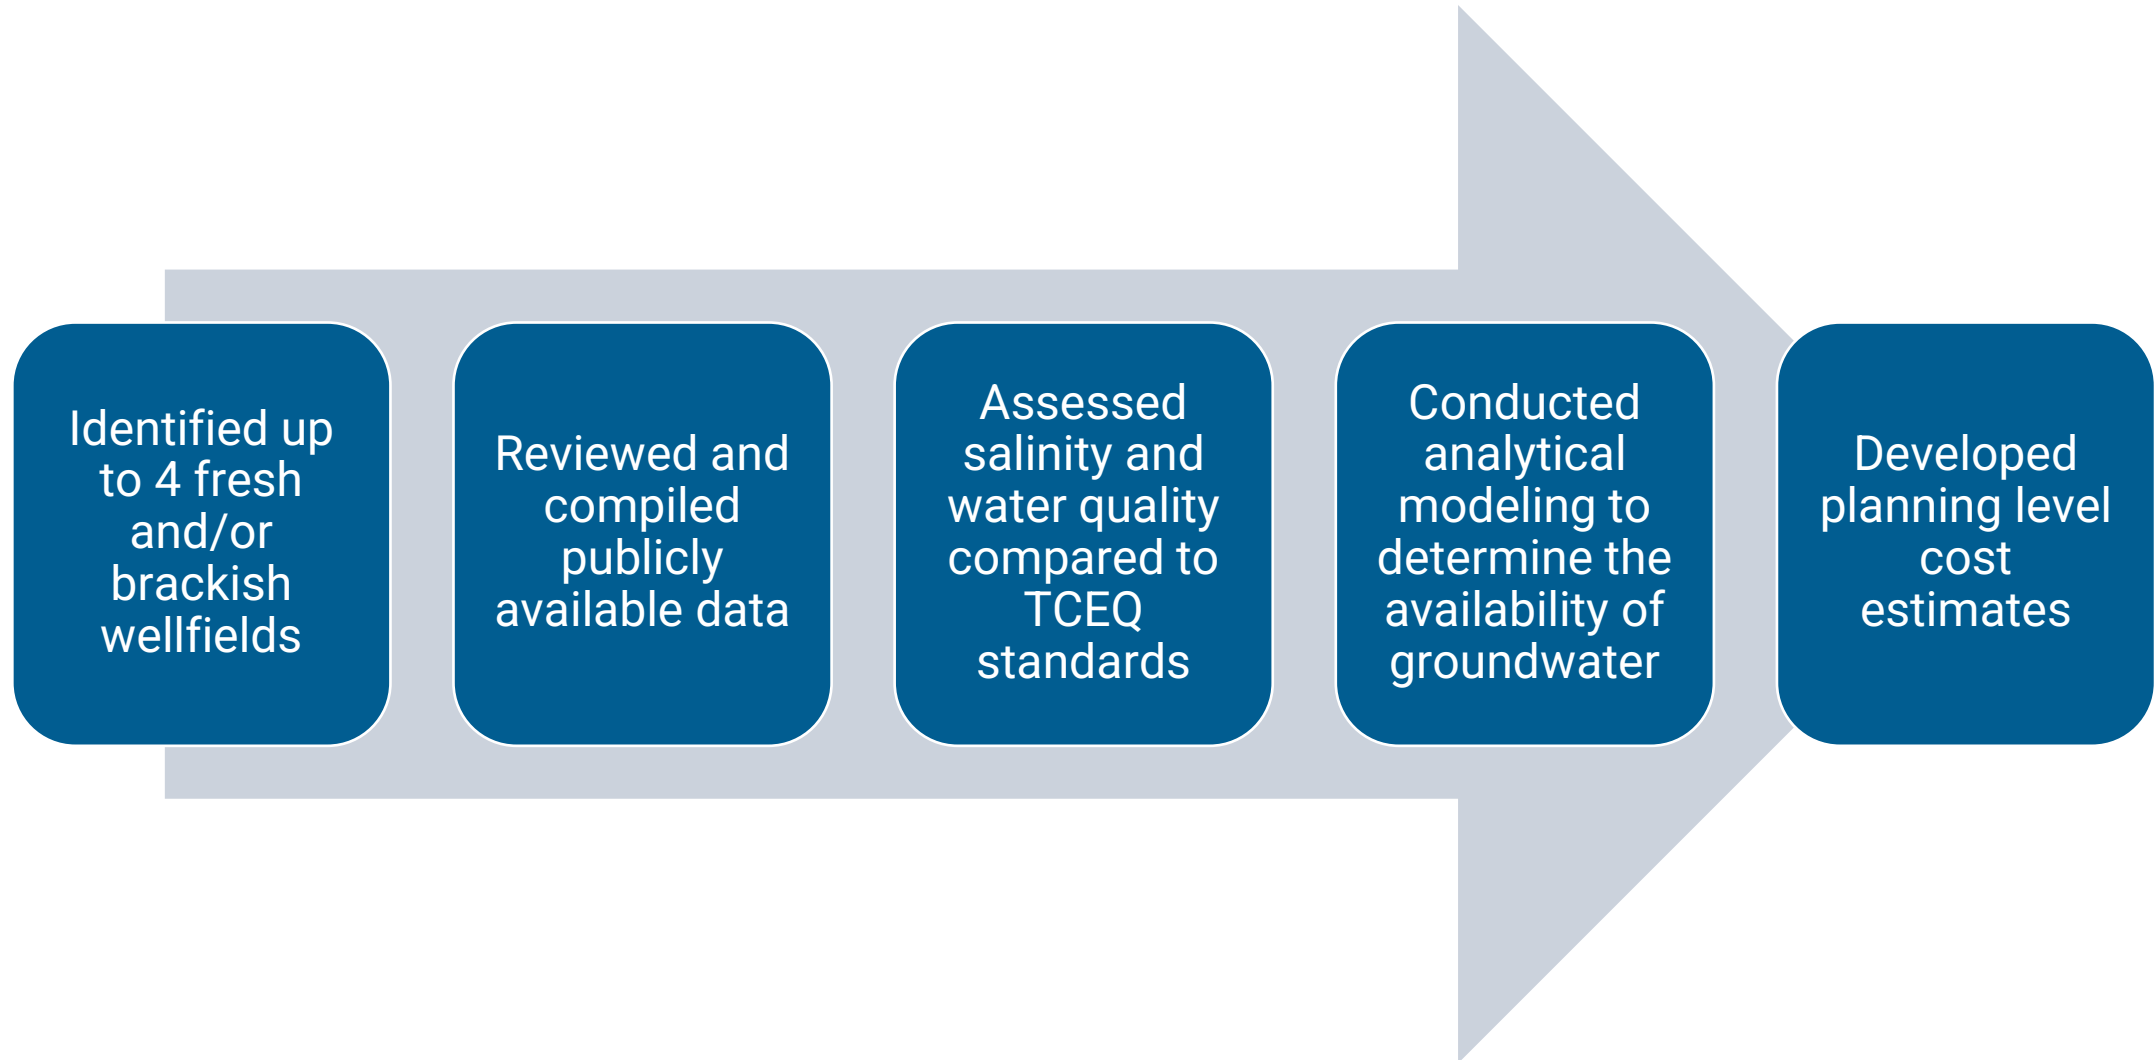 Identified up
to 4 fresh
and/or
brackish
wellfields
Reviewed and
compiled
publicly
available data
Assessed
salinity and
water quality
compared to
TCEQ
standards
Conducted
analytical
modeling to
determine the
availability of
groundwater
Developed
planning level
cost
estimates